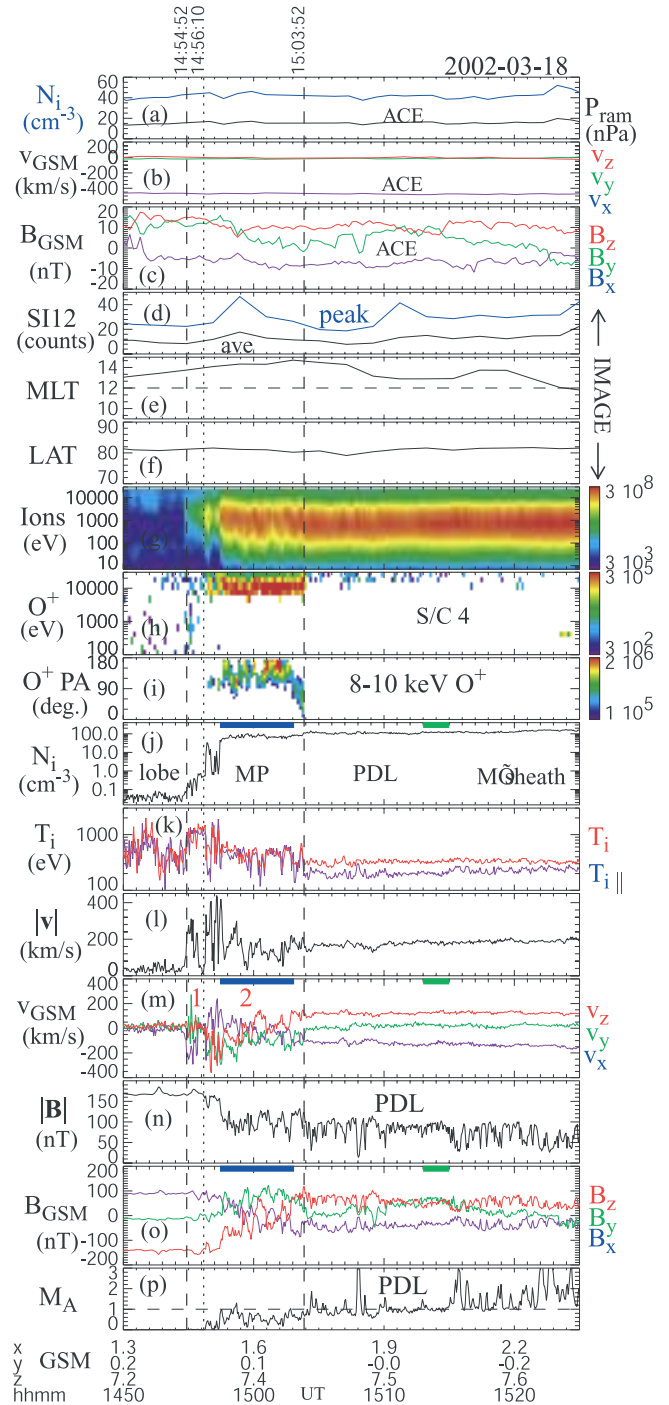 14:54:52
14:56:10
15:03:52
2002-03-18
Ni
(cm-3)
60
40
20
0
(a)
ACE
Pram
(nPa)
vGSM
(km/s)
200
0
-200
-400
(b)
ACE
vz
vy
vx
BGSM
(nT)
20
10
0
-10
-20
(c)
ACE
Bz
By
Bx
SI12
(counts)
40
20
0
(d)
peak
ave
MLT
14
12
10
(e)
LAT
90
80
70
(f)
IMAGE
Ions
(eV)
10000
1000
100
10
(g)
3 10^8
3 10^3
O+
(eV)
10000
1000
100
(h)
S/C 4
3 10^5
3 10^2
O+ PA
(deg.)
180
90
0
(i)
8-10 keV O+
2 10^6
1 10^5
Ni
(cm-3)
100.0
10.0
1.0
0.1
(j)
lobe
MP
PDL
MÕsheath
Ti
(eV)
1000
100
(k)
Ti
Ti ||
|v|
(km/s)
400
200
0
(l)
vGSM
(km/s)
400
200
0
-200
-400
(m)
1
2
vz
vy
vx
|B|
(nT)
150
100
50
0
(n)
PDL
BGSM
(nT)
200
100
0
-100
-200
(o)
Bz
By
Bx
MA
3
2
1
0
(p)
PDL
x 1.3 1.6 1.9 2.2
y GSM 0.2 0.1 -0.0 -0.2
z 7.2 7.4 7.5 7.6
hhmm 1450 1500 UT 1510 1520